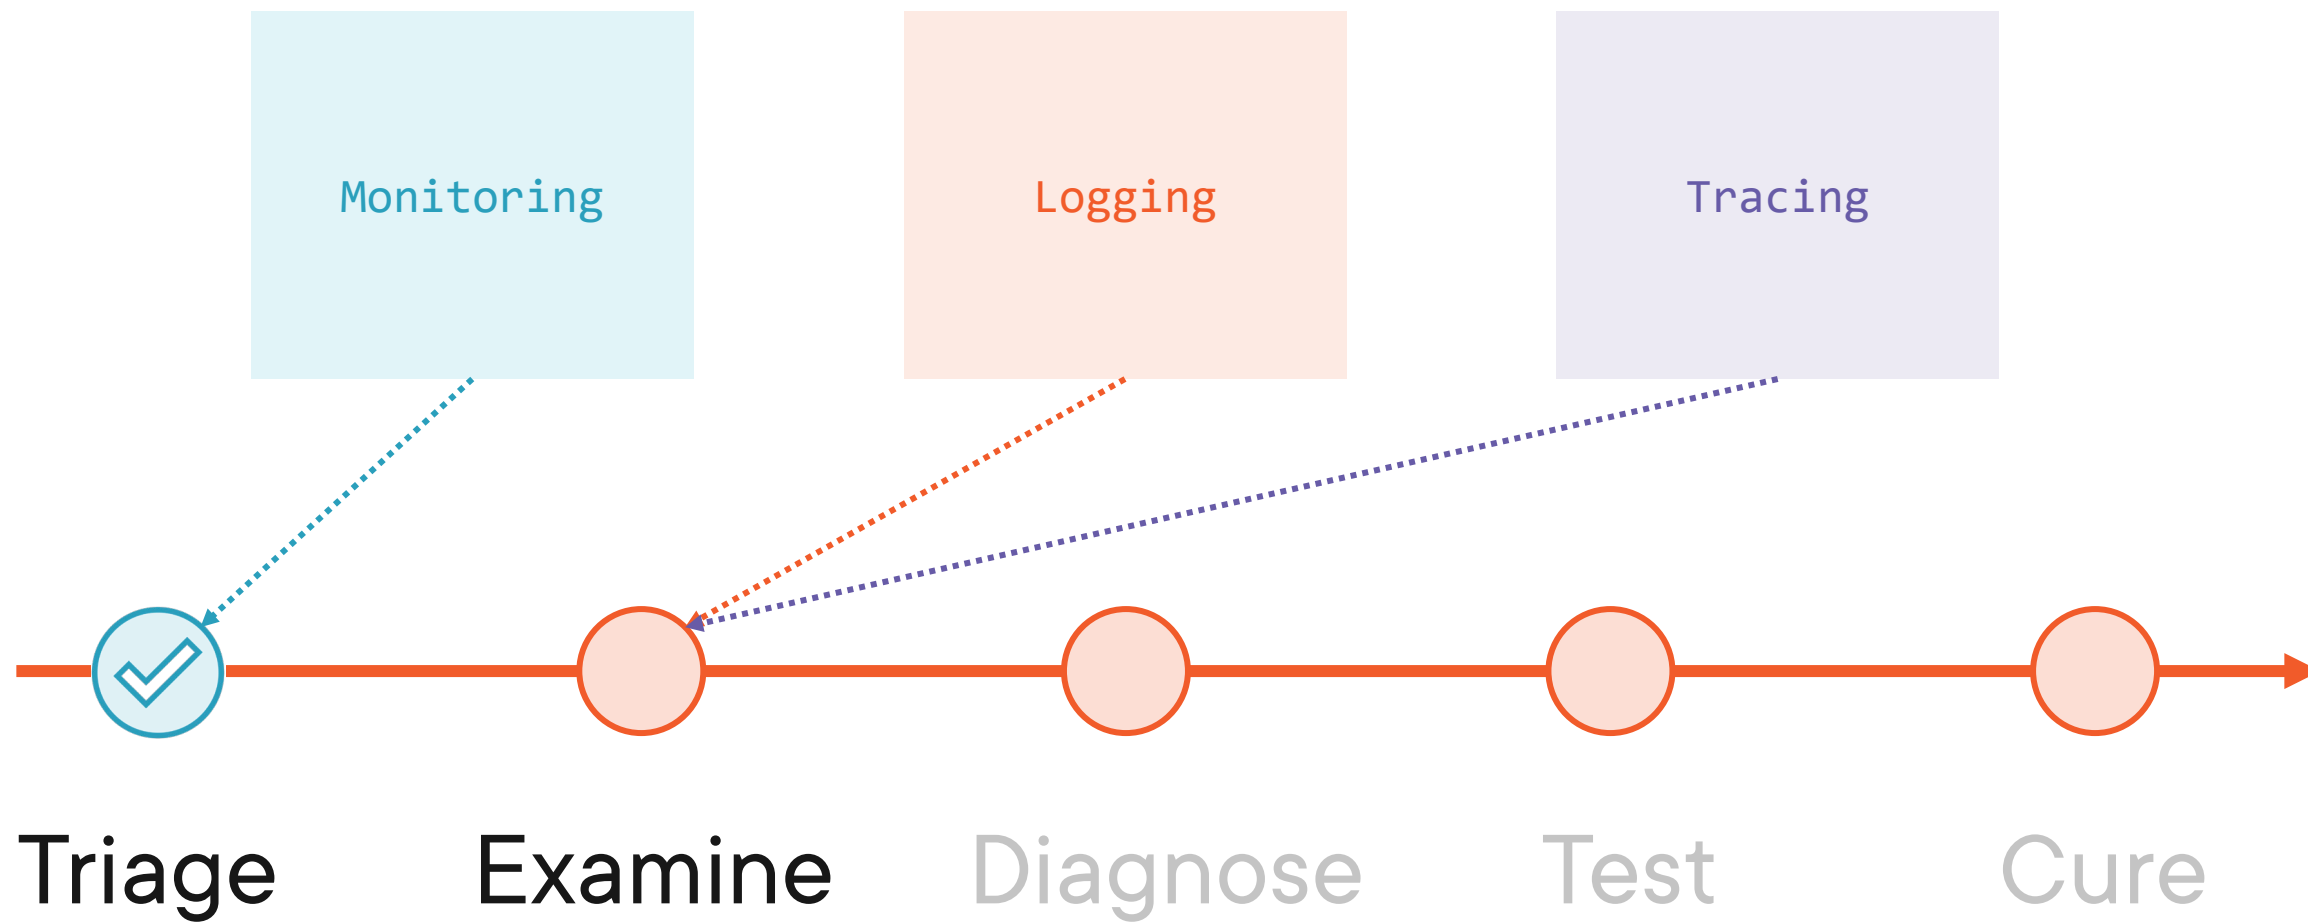 Monitoring
Logging
Tracing
Triage
Examine
Diagnose
Test
Cure